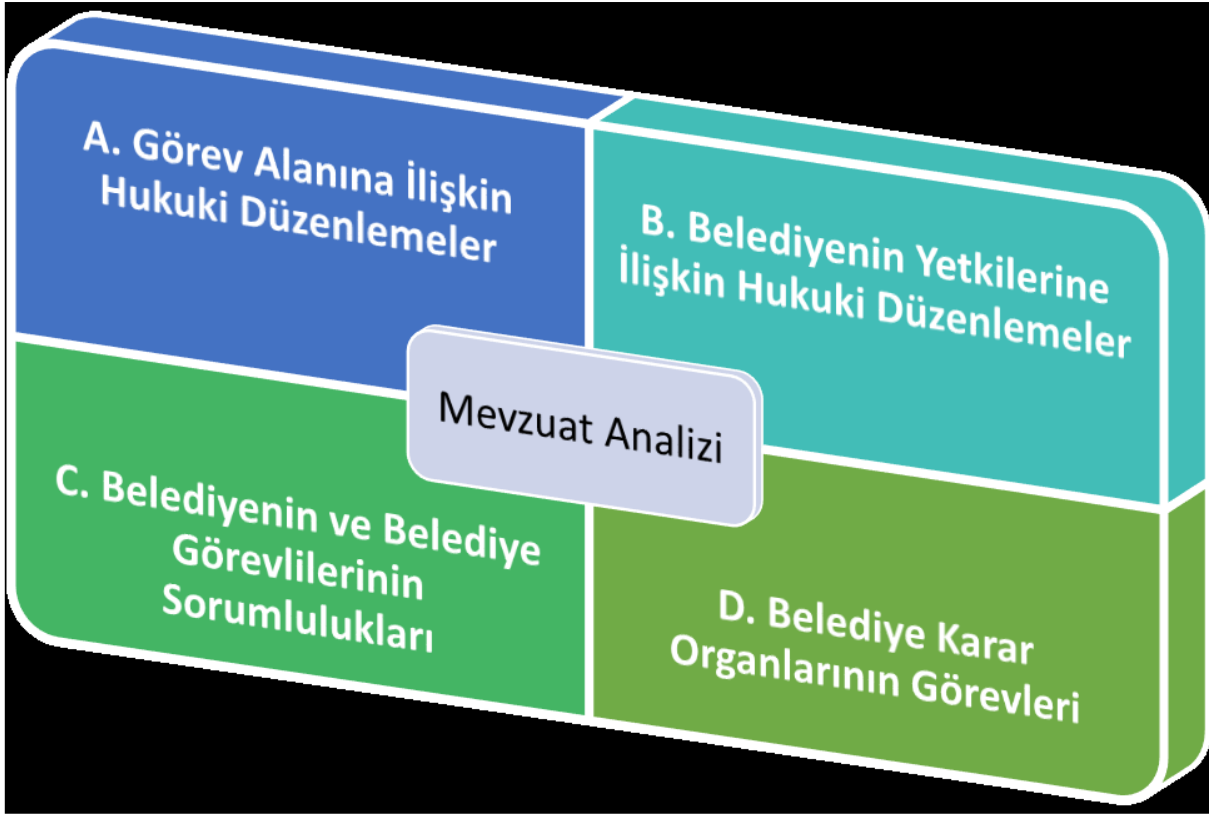 A. Görev Alanına İlişkin
Hukuki Düzenlemeler
B. Belediyenin Yetkilerine
İlişkin Hukuki Düzenlemeler
Mevzuat Analizi
C. Belediyenin ve Belediye
Görevlilerinin
Sorumlulukları
D. Belediye Karar
Organlarının Görevleri